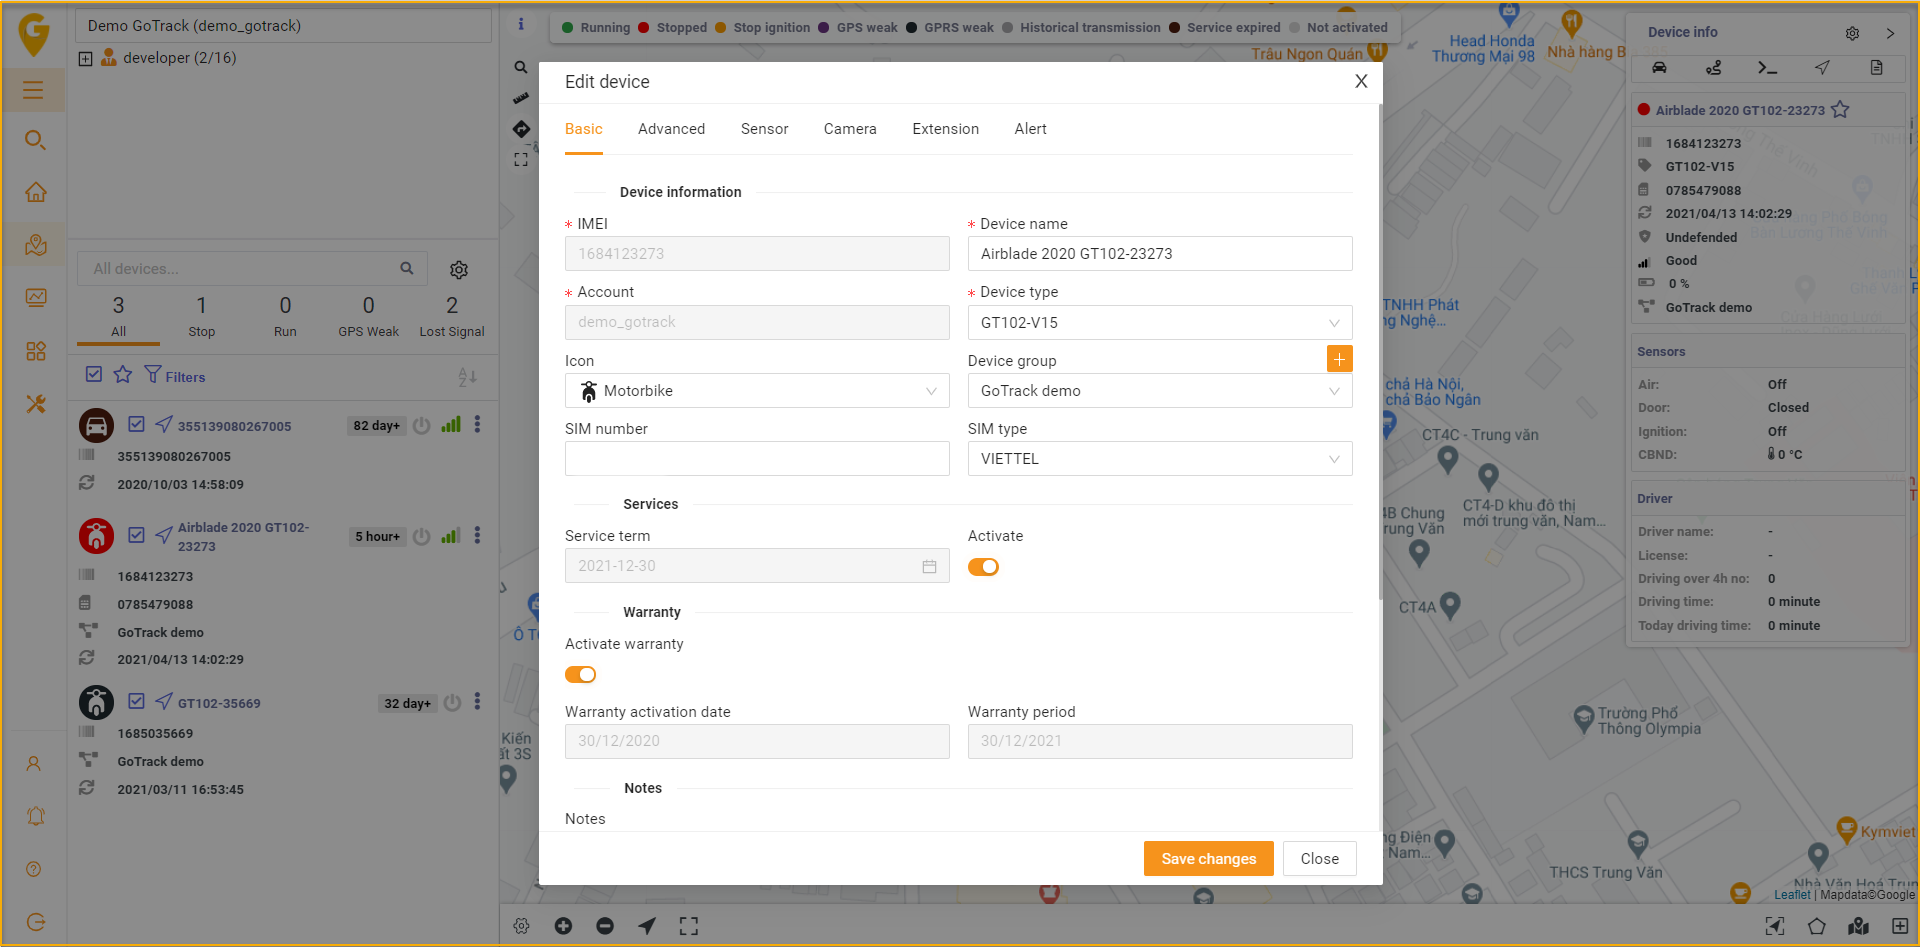 Demo GoTrack (demo_gotrack)
developer (2/16)
All devices...
3
1
0
0
2
All
Stop
Run
GPS Weak
Lost Signal
Filters
355139080267005
82 day+
355139080267005
2020/10/03 14:58:09
Airblade 2020 GT102-
23273
5 hour+
1684123273
0785479088
GoTrack demo
2021/04/13 14:02:29
GT102-35669
32 day+
1685035669
GoTrack demo
2021/03/11 16:53:45
Running
Stopped
Stop ignition
GPS weak
GPRS weak
Historical transmission
Service expired
Not activated
Trâu Ngon Quán
Head Honda
Thương Mại 98
Nhà hàng B
Edit device
X
Basic
Advanced
Sensor
Camera
Extension
Alert
Device information
* IMEI
1684123273
* Device name
Airblade 2020 GT102-23273
* Account
demo_gotrack
* Device type
GT102-V15
Icon
Motorbike
Device group
+
GoTrack demo
SIM number
SIM type
VIETTEL
Services
Service term
2021-12-30
Activate
Warranty
Activate warranty
Warranty activation date
30/12/2020
Warranty period
30/12/2021
Notes
Notes
Save changes
Close
TNHH Phát
ng Nghệ...
chả Hà Nội,
chả Bảo Ngân
CT4C - Trung văn
CT4-D khu đô thị
mới trung văn, Nam...
4B Chung
rung Văn
CT4A
Ô T
Kiến
ất 3S
Trường Phổ
Thông Olympia
ng Điện
Nam...
THCS Trung Văn
Kymviet
Nhà Văn Hoá Trun
Leaflet | Mapdata©Google
Device info
Airblade 2020 GT102-23273
1684123273
GT102-V15
0785479088
2021/04/13 14:02:29
Undefended
Good
0 %
GoTrack demo
Sensors
Air: Off
Door: Closed
Ignition: Off
CBND: 0 °C
Driver
Driver name: -
License: -
Driving over 4h no: 0
Driving time: 0 minute
Today driving time: 0 minute